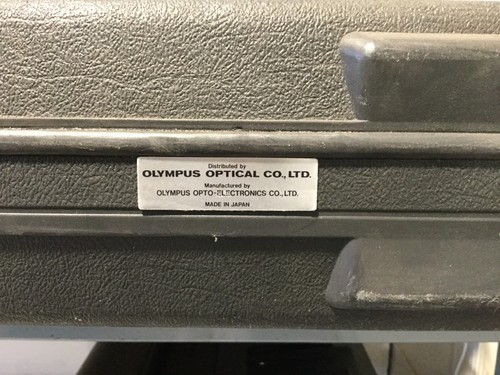 Distributed by
OLYMPUS OPTICAL CO., LTD.
Manufactured by
OLYMPUS OPTO-ELECTRONICS CO., LTD.
MADE IN JAPAN